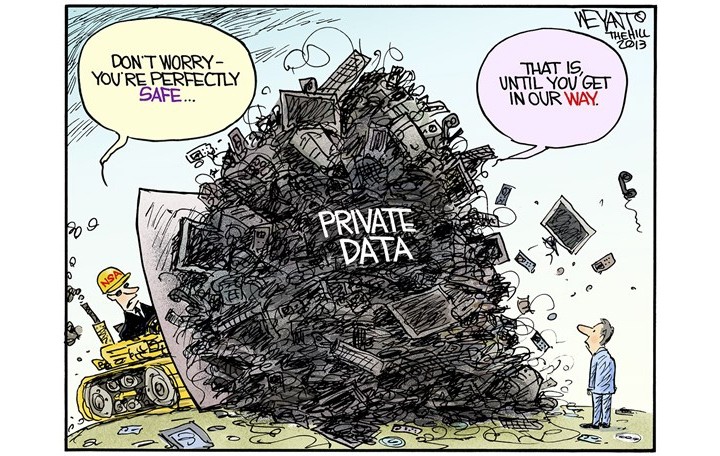 DON'T WORRY-
YOU'RE PERFECTLY
SAFE...
THAT IS,
UNTIL YOU GET
IN OUR WAY.
PRIVATE
DATA
NSA
WEYANT
THE HILL
©2013